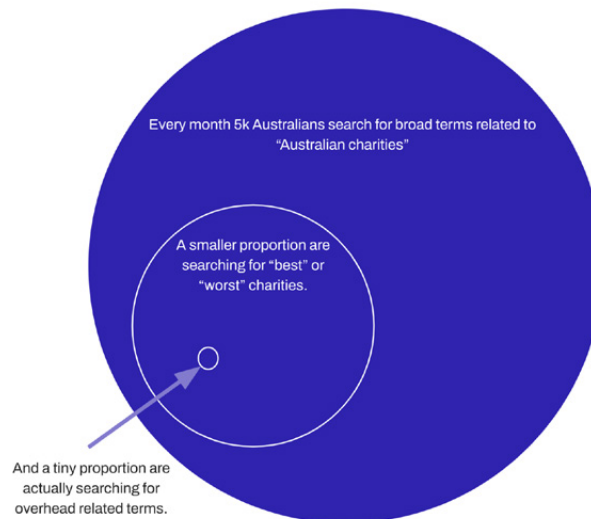 Every month 5k Australians search for broad terms related to
“Australian charities”
A smaller proportion are
searching for “best” or
“worst” charities.
And a tiny proportion are
actually searching for
overhead related terms.